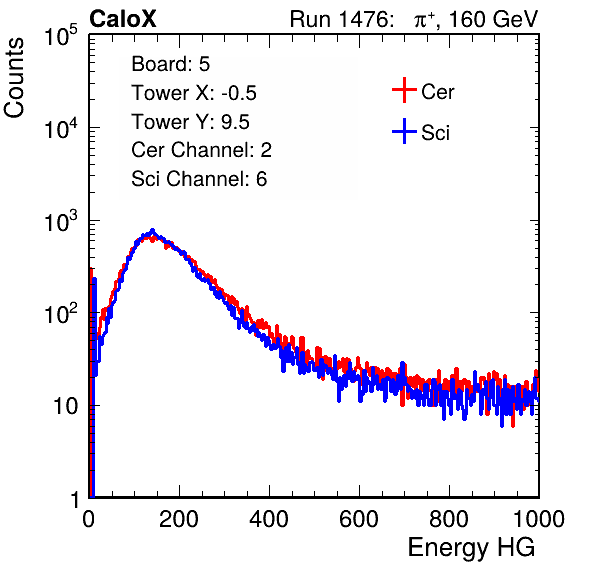 CaloX Run 1476: π⁺, 160 GeV
Counts
10⁵
10⁴
10³
10²
10
1
Board: 5
Tower X: -0.5
Tower Y: 9.5
Cer Channel: 2
Sci Channel: 6
Cer
Sci
0 200 400 600 800 1000
Energy HG